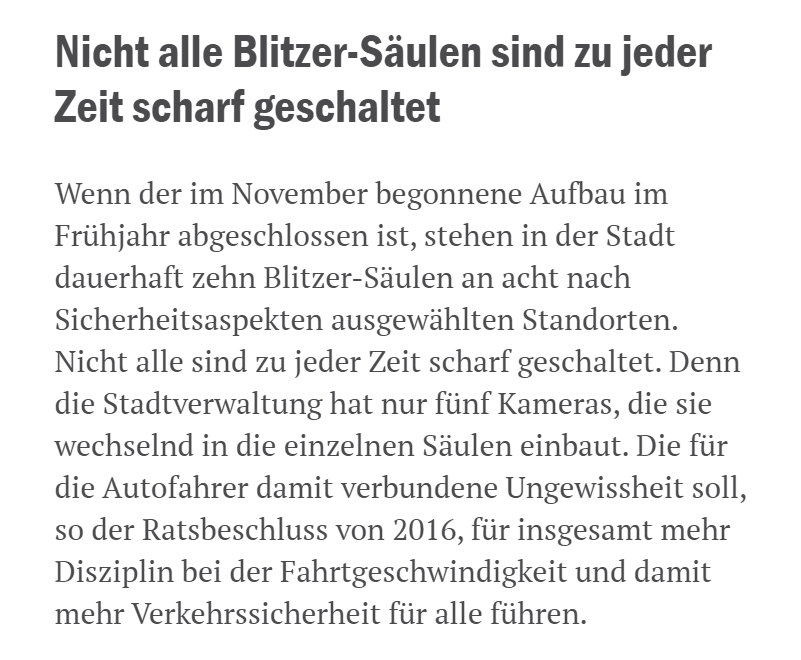 Nicht alle Blitzer-Säulen sind zu jeder
Zeit scharf geschaltet
Wenn der im November begonnene Aufbau im
Frühjahr abgeschlossen ist, stehen in der Stadt
dauerhaft zehn Blitzer-Säulen an acht nach
Sicherheitsaspekten ausgewählten Standorten.
Nicht alle sind zu jeder Zeit scharf geschaltet. Denn
die Stadtverwaltung hat nur fünf Kameras, die sie
wechselnd in die einzelnen Säulen einbaut. Die für
die Autofahrer damit verbundene Ungewissheit soll,
so der Ratsbeschluss von 2016, für insgesamt mehr
Disziplin bei der Fahrtgeschwindigkeit und damit
mehr Verkehrssicherheit für alle führen.